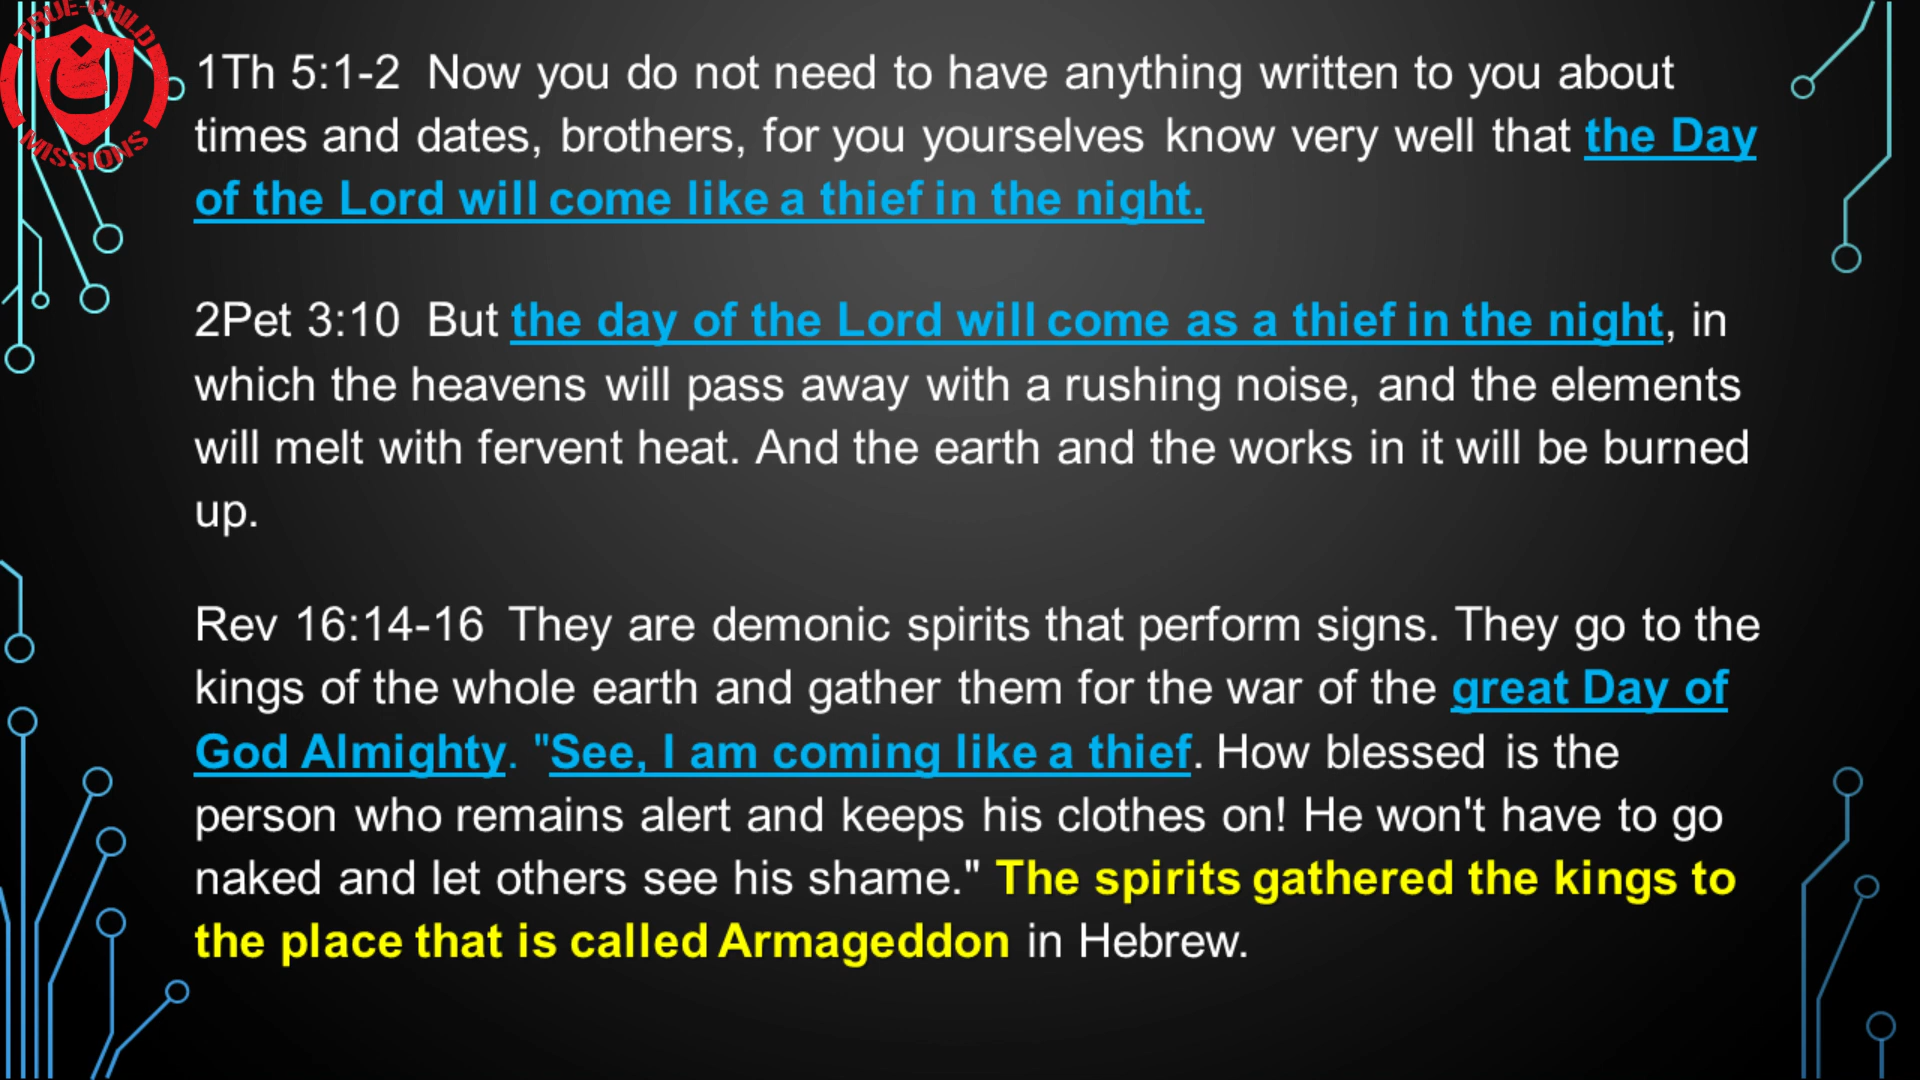 TRUE-CHILD
MISSIONS
1Th 5:1-2 Now you do not need to have anything written to you about
times and dates, brothers, for you yourselves know very well that the Day
of the Lord will come like a thief in the night.
2Pet 3:10 But the day of the Lord will come as a thief in the night, in
which the heavens will pass away with a rushing noise, and the elements
will melt with fervent heat. And the earth and the works in it will be burned
up.
Rev 16:14-16 They are demonic spirits that perform signs. They go to the
kings of the whole earth and gather them for the war of the great Day of
God Almighty. "See, I am coming like a thief. How blessed is the
person who remains alert and keeps his clothes on! He won't have to go
naked and let others see his shame." The spirits gathered the kings to
the place that is called Armageddon in Hebrew.